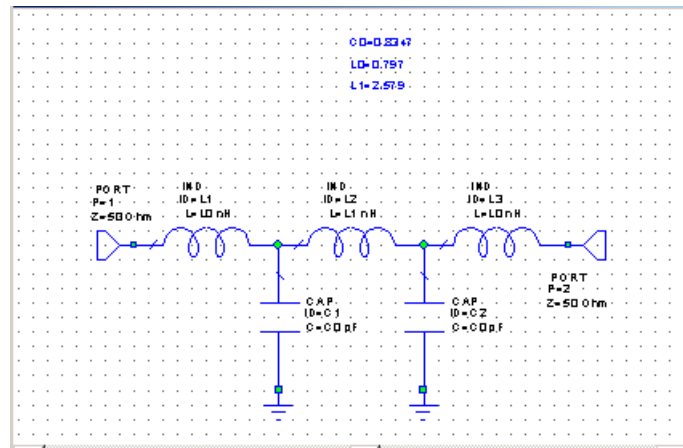 C0=0.8347
L0=0.797
L1=2.579
PORT
P=1
Z=50 Ohm
IND
ID=L1
L=L0 nH
IND
ID=L2
L=L1 nH
IND
ID=L3
L=L0 nH
PORT
P=2
Z=50 Ohm
CAP
ID=C1
C=C0 pF
CAP
ID=C2
C=C0 pF